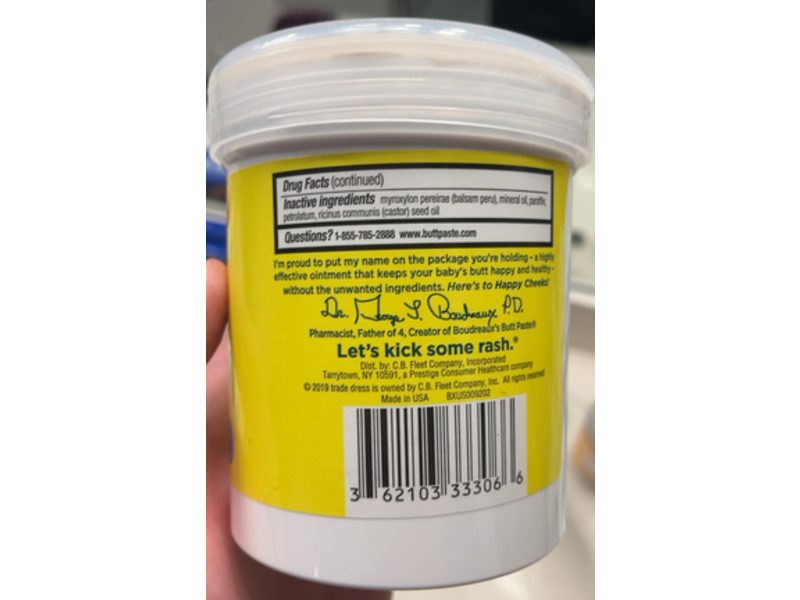 Drug Facts (continued)
Inactive ingredients myroxylon pereirae (balsam peru), mineral oil, paraffin,
petrolatum, ricinus communis (castor) seed oil
Questions? 1-855-785-2888 www.buttpaste.com
I'm proud to put my name on the package you're holding - a highly
effective ointment that keeps your baby's butt happy and healthy -
without the unwanted ingredients. Here's to Happy Cheeks!
Dr. George S. Boudreaux P.D.
Pharmacist, Father of 4, Creator of Boudreaux's Butt Paste®
Let's kick some rash.®
Dist. by: C.B. Fleet Company, Incorporated
Tarrytown, NY 10591, a Prestige Consumer Healthcare company
© 2019 trade dress is owned by C.B. Fleet Company, Inc. All rights reserved
Made in USA BXUS009202
3 62103 33306 6